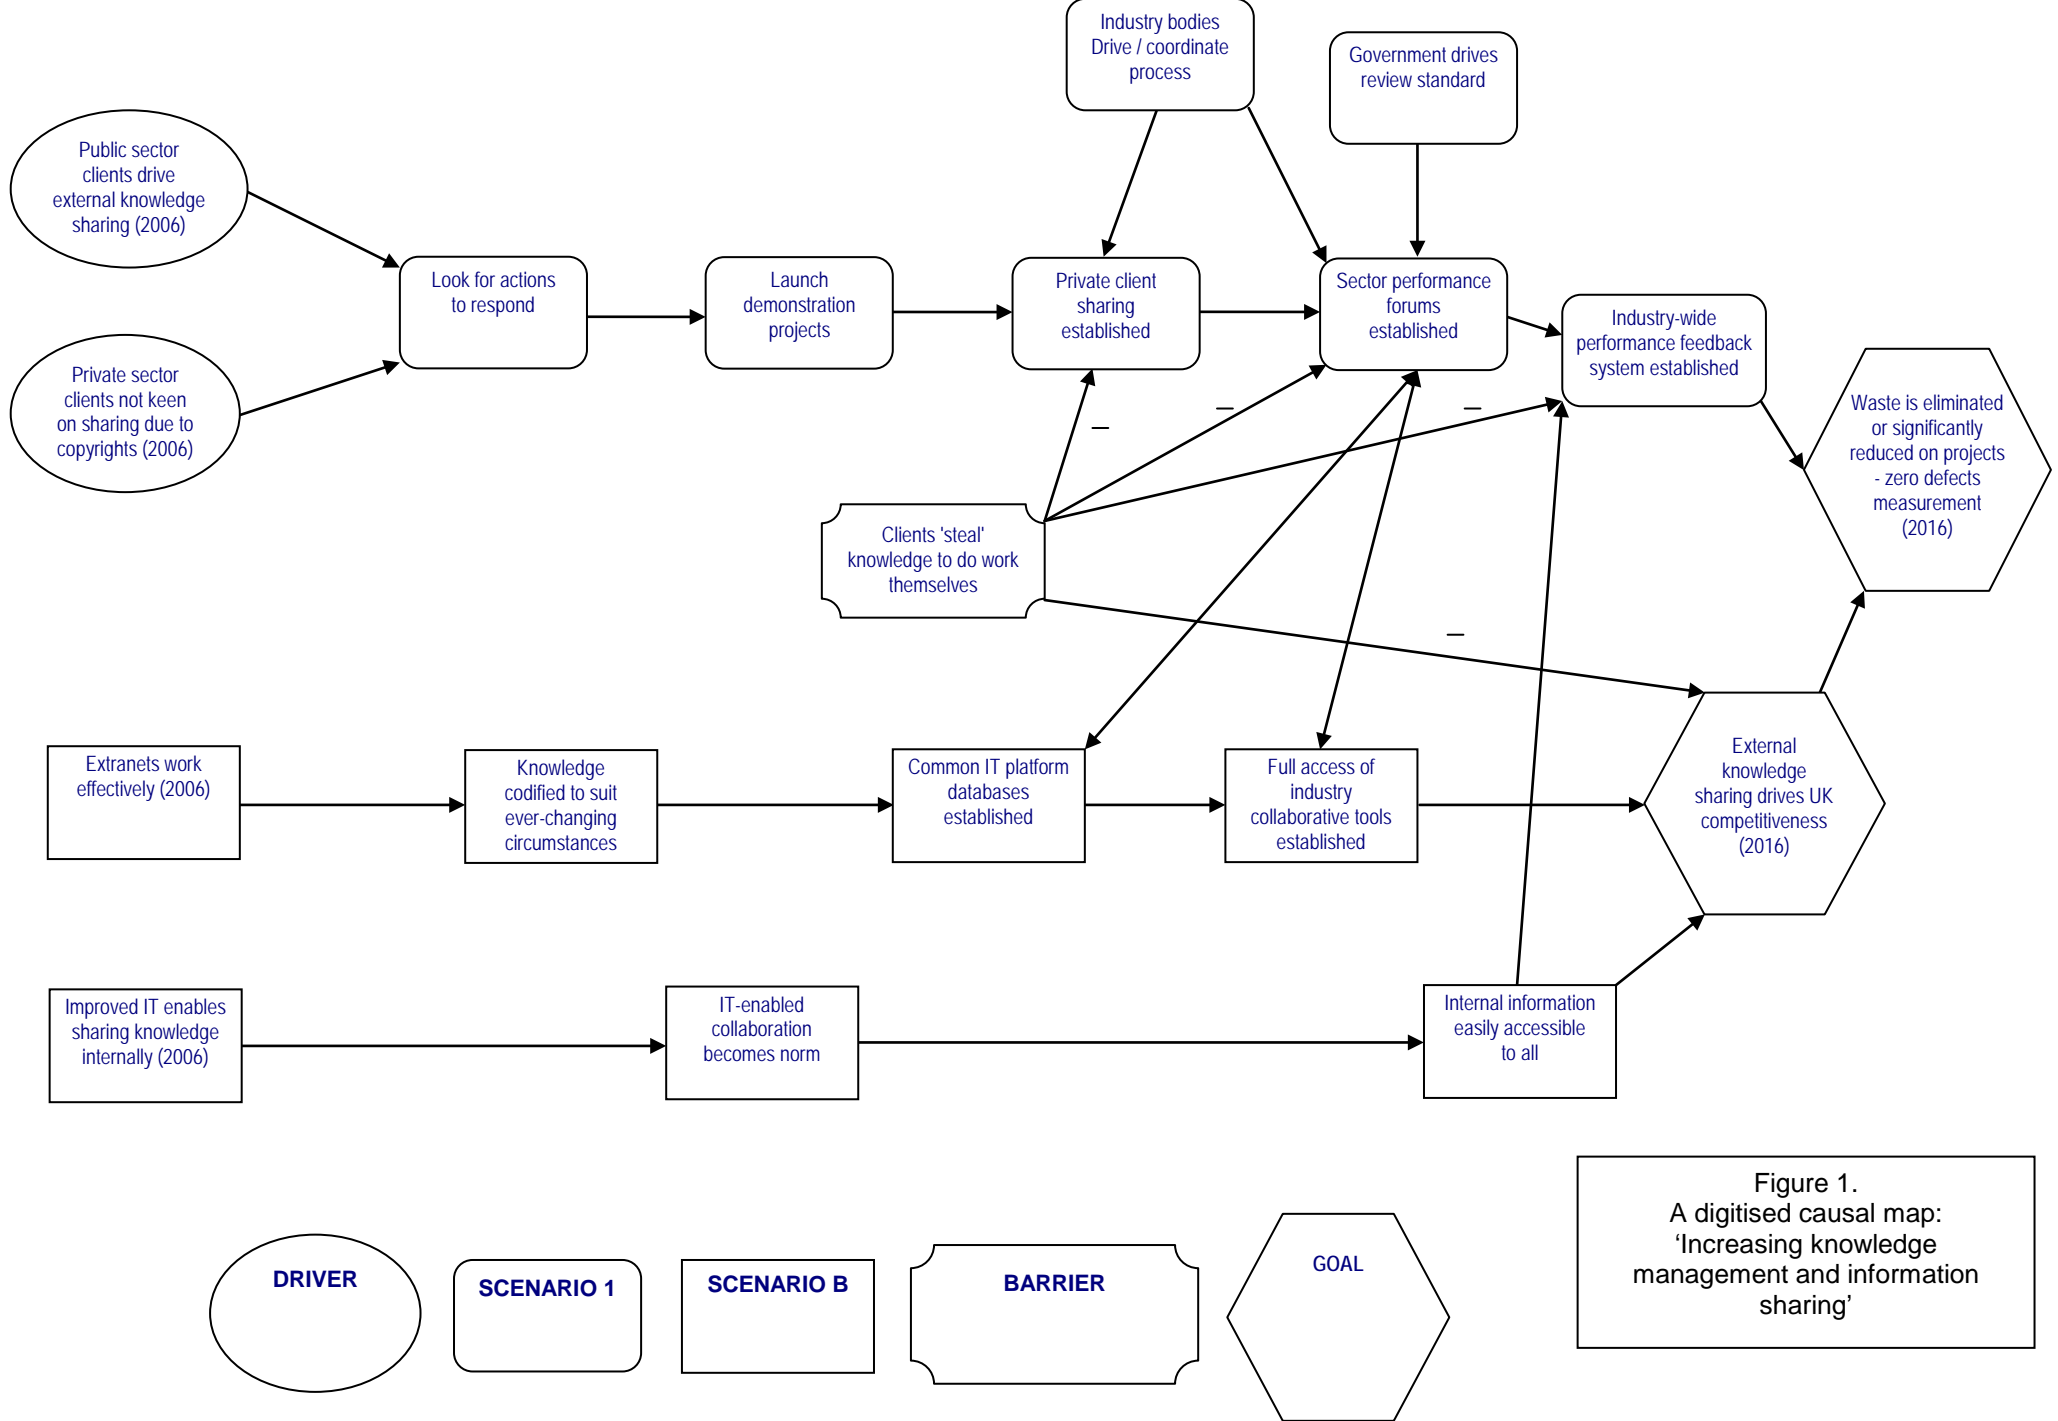 Industry bodies
Drive / coordinate
process
Government drives
review standard
Public sector
clients drive
external knowledge
sharing (2006)
Look for actions
to respond
Launch
demonstration
projects
Private client
sharing
established
Sector performance
forums
established
Industry-wide
performance feedback
system established
Private sector
clients not keen
on sharing due to
copyrights (2006)
Waste is eliminated
or significantly
reduced on projects
- zero defects
measurement
(2016)
–
–
–
Clients 'steal'
knowledge to do work
themselves
–
Extranets work
effectively (2006)
Knowledge
codified to suit
ever-changing
circumstances
Common IT platform
databases
established
Full access of
industry
collaborative tools
established
External
knowledge
sharing drives UK
competitiveness
(2016)
Improved IT enables
sharing knowledge
internally (2006)
IT-enabled
collaboration
becomes norm
Internal information
easily accessible
to all
DRIVER
SCENARIO 1
SCENARIO B
BARRIER
GOAL
Figure 1.
A digitised causal map:
‘Increasing knowledge
management and information
sharing’